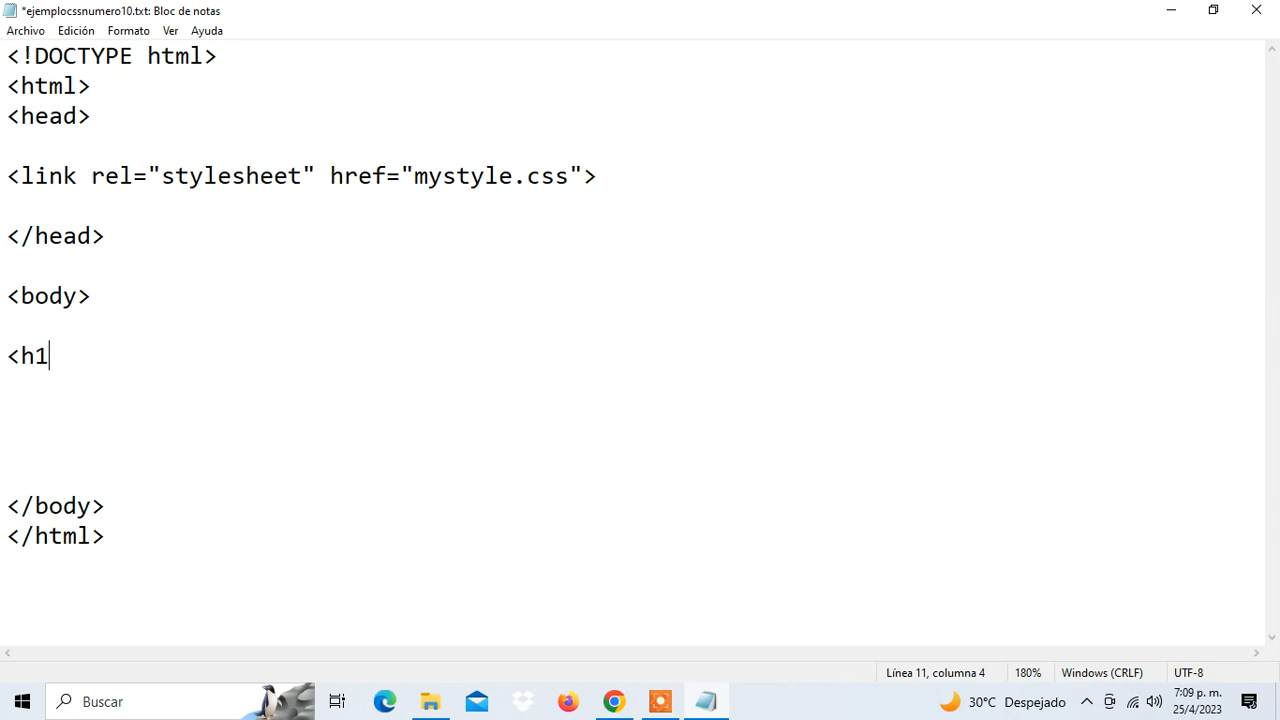 *ejemplocssnumero10.txt: Bloc de notas
Archivo Edición Formato Ver Ayuda
<!DOCTYPE html>
<html>
<head>
<link rel="stylesheet" href="mystyle.css">
</head>
<body>
<h1
</body>
</html>
Línea 11, columna 4 180% Windows (CRLF) UTF-8
Buscar 30°C Despejado 7:09 p. m.
25/4/2023